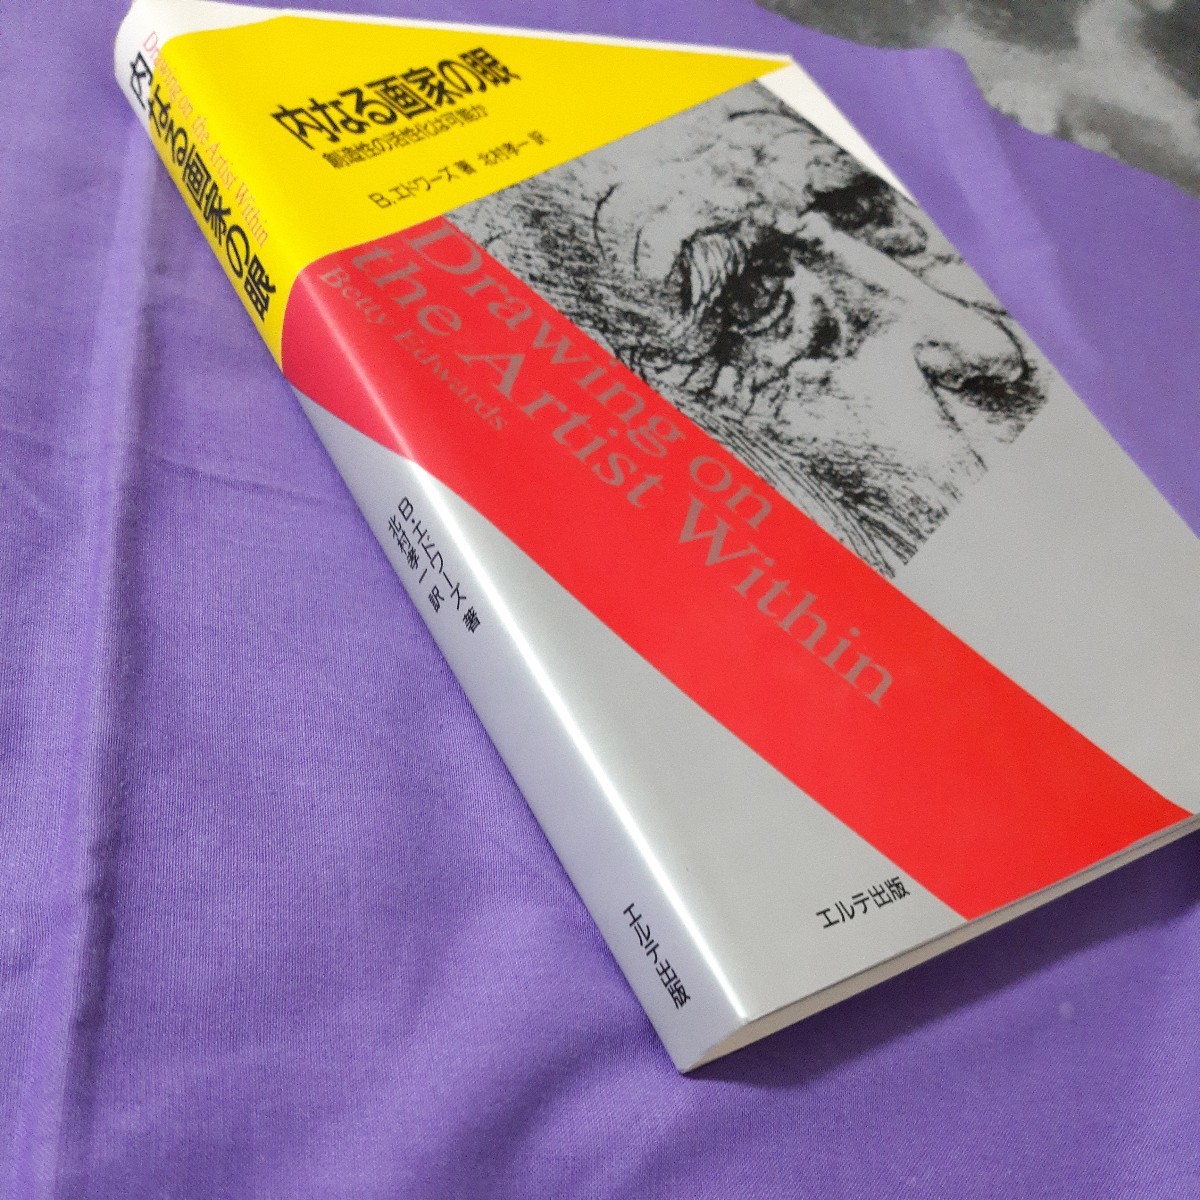 内なる画家の眼
創造性の活性化は可能か
B.エドワーズ 著 北村孝一 訳
Drawing on
the Artist Within
Betty Edwards
エルテ出版
Drawing on the Artist Within
内なる画家の眼
B.エドワーズ 著
北村孝一 訳
エルテ出版